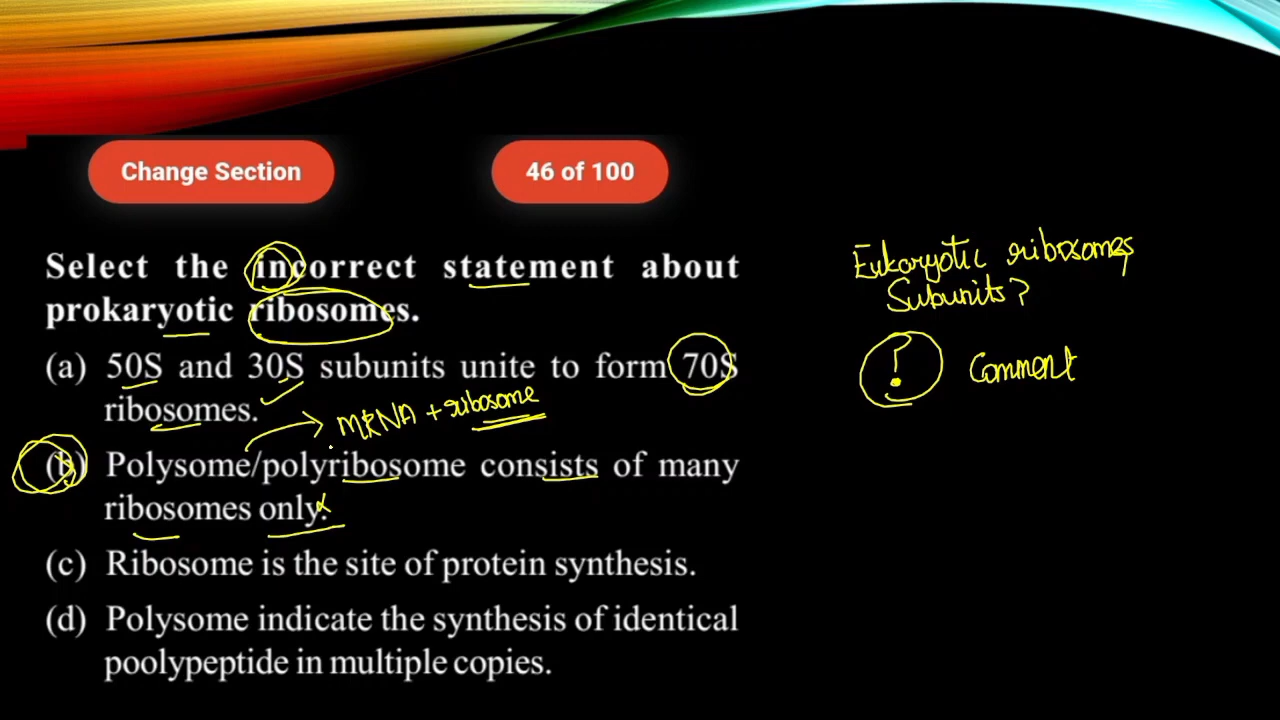 Change Section
46 of 100
Select the incorrect statement about
prokaryotic ribosomes.
(a) 50S and 30S subunits unite to form 70S
ribosomes.
mRNA + ribosome
(b) Polysome/polyribosome consists of many
ribosomes only.
(c) Ribosome is the site of protein synthesis.
(d) Polysome indicate the synthesis of identical
poolypeptide in multiple copies.
Eukaryotic ribosomes
Subunits?
? Comment